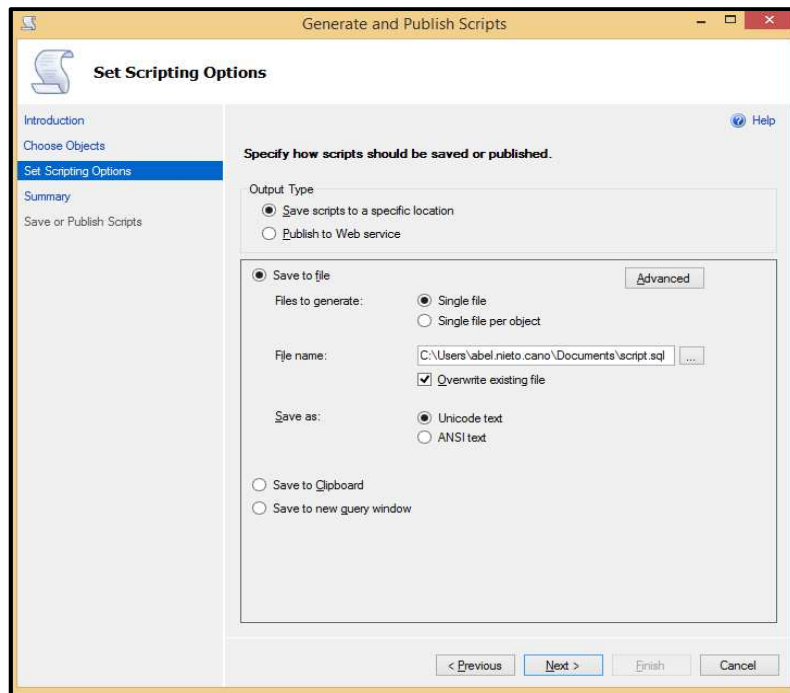 Generate and Publish Scripts
Set Scripting Options
Introduction
Choose Objects
Set Scripting Options
Summary
Save or Publish Scripts
Help
Specify how scripts should be saved or published.
Output Type
Save scripts to a specific location
Publish to Web service
Save to file
Advanced
Files to generate:
Single file
Single file per object
File name:
C:\Users\abel.nieto.cano\Documents\script.sql
...
Overwrite existing file
Save as:
Unicode text
ANSI text
Save to Clipboard
Save to new query window
< Previous
Next >
Finish
Cancel